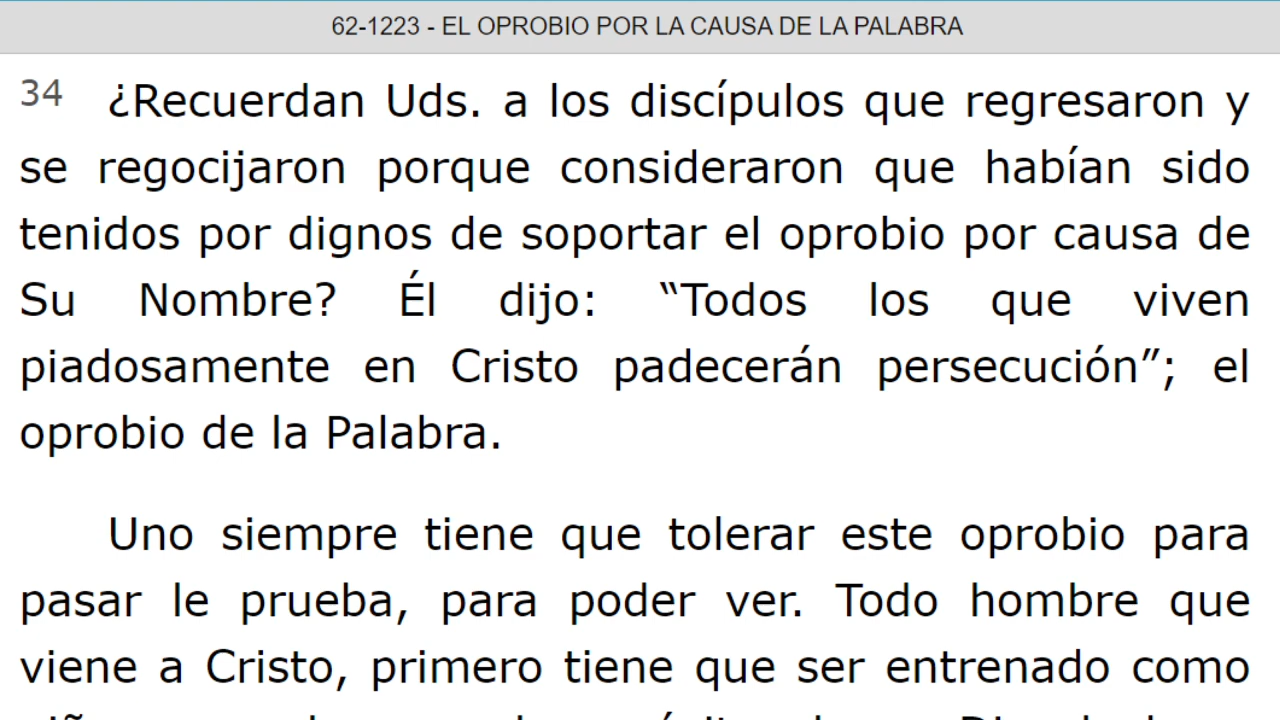 62-1223 - EL OPROBIO POR LA CAUSA DE LA PALABRA
34 ¿Recuerdan Uds. a los discípulos que regresaron y
se regocijaron porque consideraron que habían sido
tenidos por dignos de soportar el oprobio por causa de
Su Nombre? Él dijo: “Todos los que viven
piadosamente en Cristo padecerán persecución”; el
oprobio de la Palabra.
Uno siempre tiene que tolerar este oprobio para
pasar le prueba, para poder ver. Todo hombre que
viene a Cristo, primero tiene que ser entrenado como